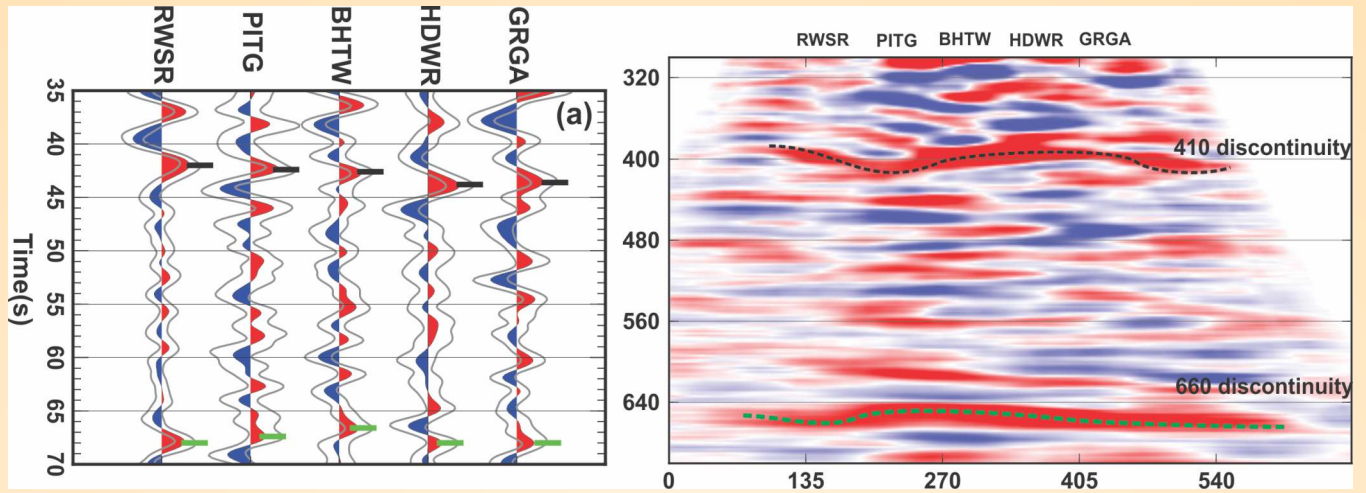 RWSR
PITG
BHTW
HDWR
GRGA
(a)
35
40
45
50
55
60
65
70
Time(s)
RWSR PITG BHTW HDWR GRGA
320
400
480
560
640
410 discontinuity
660 discontinuity
0 135 270 405 540